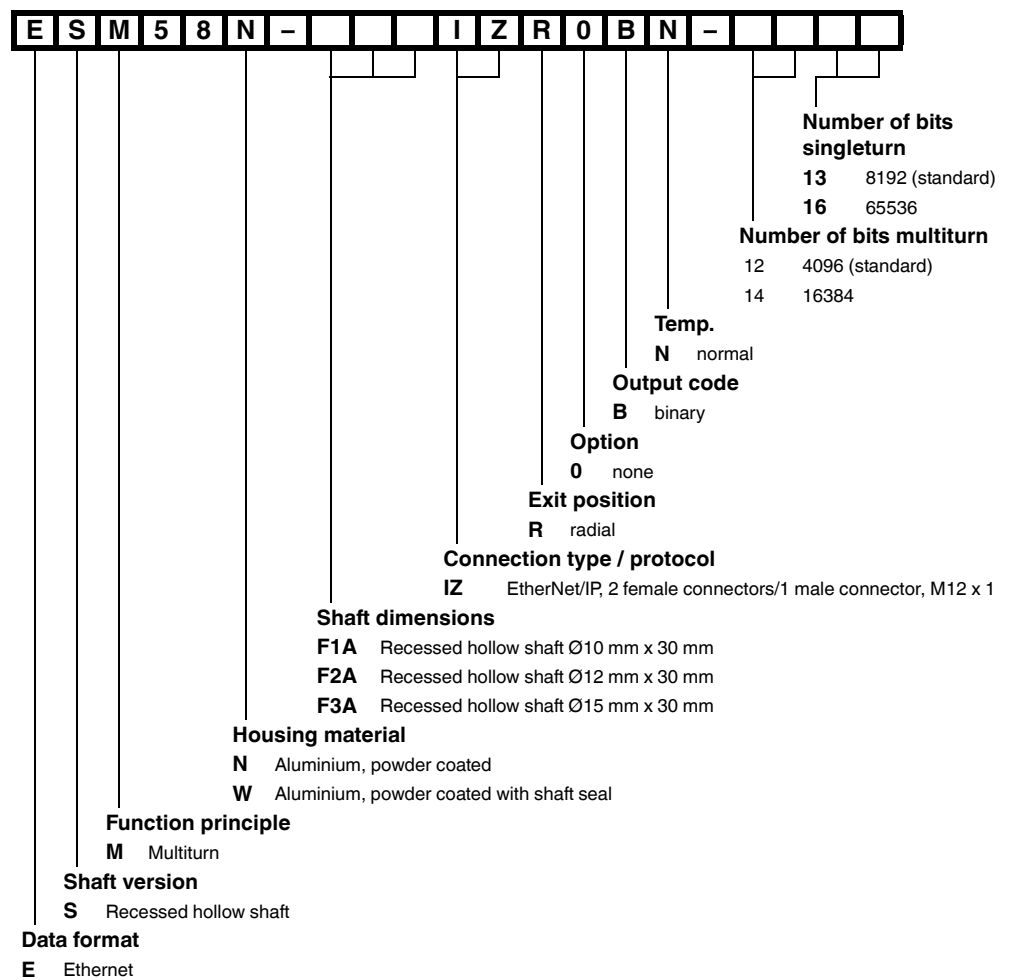 E S M 5 8 N – I Z R 0 B N –
Number of bits
singleturn
13 8192 (standard)
16 65536
Number of bits multiturn
12 4096 (standard)
14 16384
Temp.
N normal
Output code
B binary
Option
0 none
Exit position
R radial
Connection type / protocol
IZ EtherNet/IP, 2 female connectors/1 male connector, M12 x 1
Shaft dimensions
F1A Recessed hollow shaft Ø10 mm x 30 mm
F2A Recessed hollow shaft Ø12 mm x 30 mm
F3A Recessed hollow shaft Ø15 mm x 30 mm
Housing material
N Aluminium, powder coated
W Aluminium, powder coated with shaft seal
Function principle
M Multiturn
Shaft version
S Recessed hollow shaft
Data format
E Ethernet